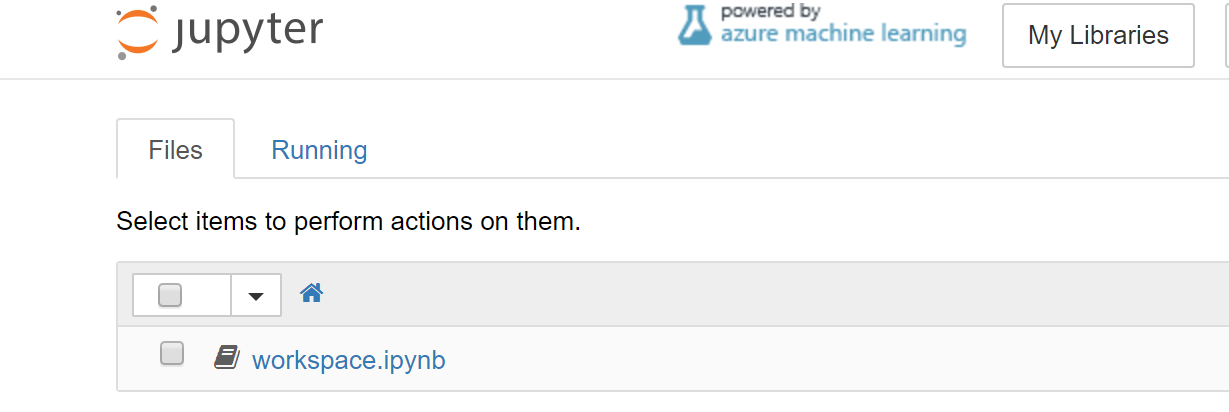 jupyter
powered by
azure machine learning
My Libraries
Files
Running
Select items to perform actions on them.
workspace.ipynb